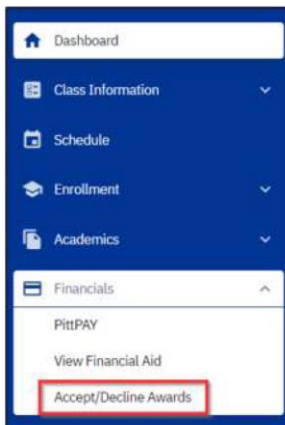 Dashboard
Class Information
Schedule
Enrollment
Academics
Financials
PittPAY
View Financial Aid
Accept/Decline Awards